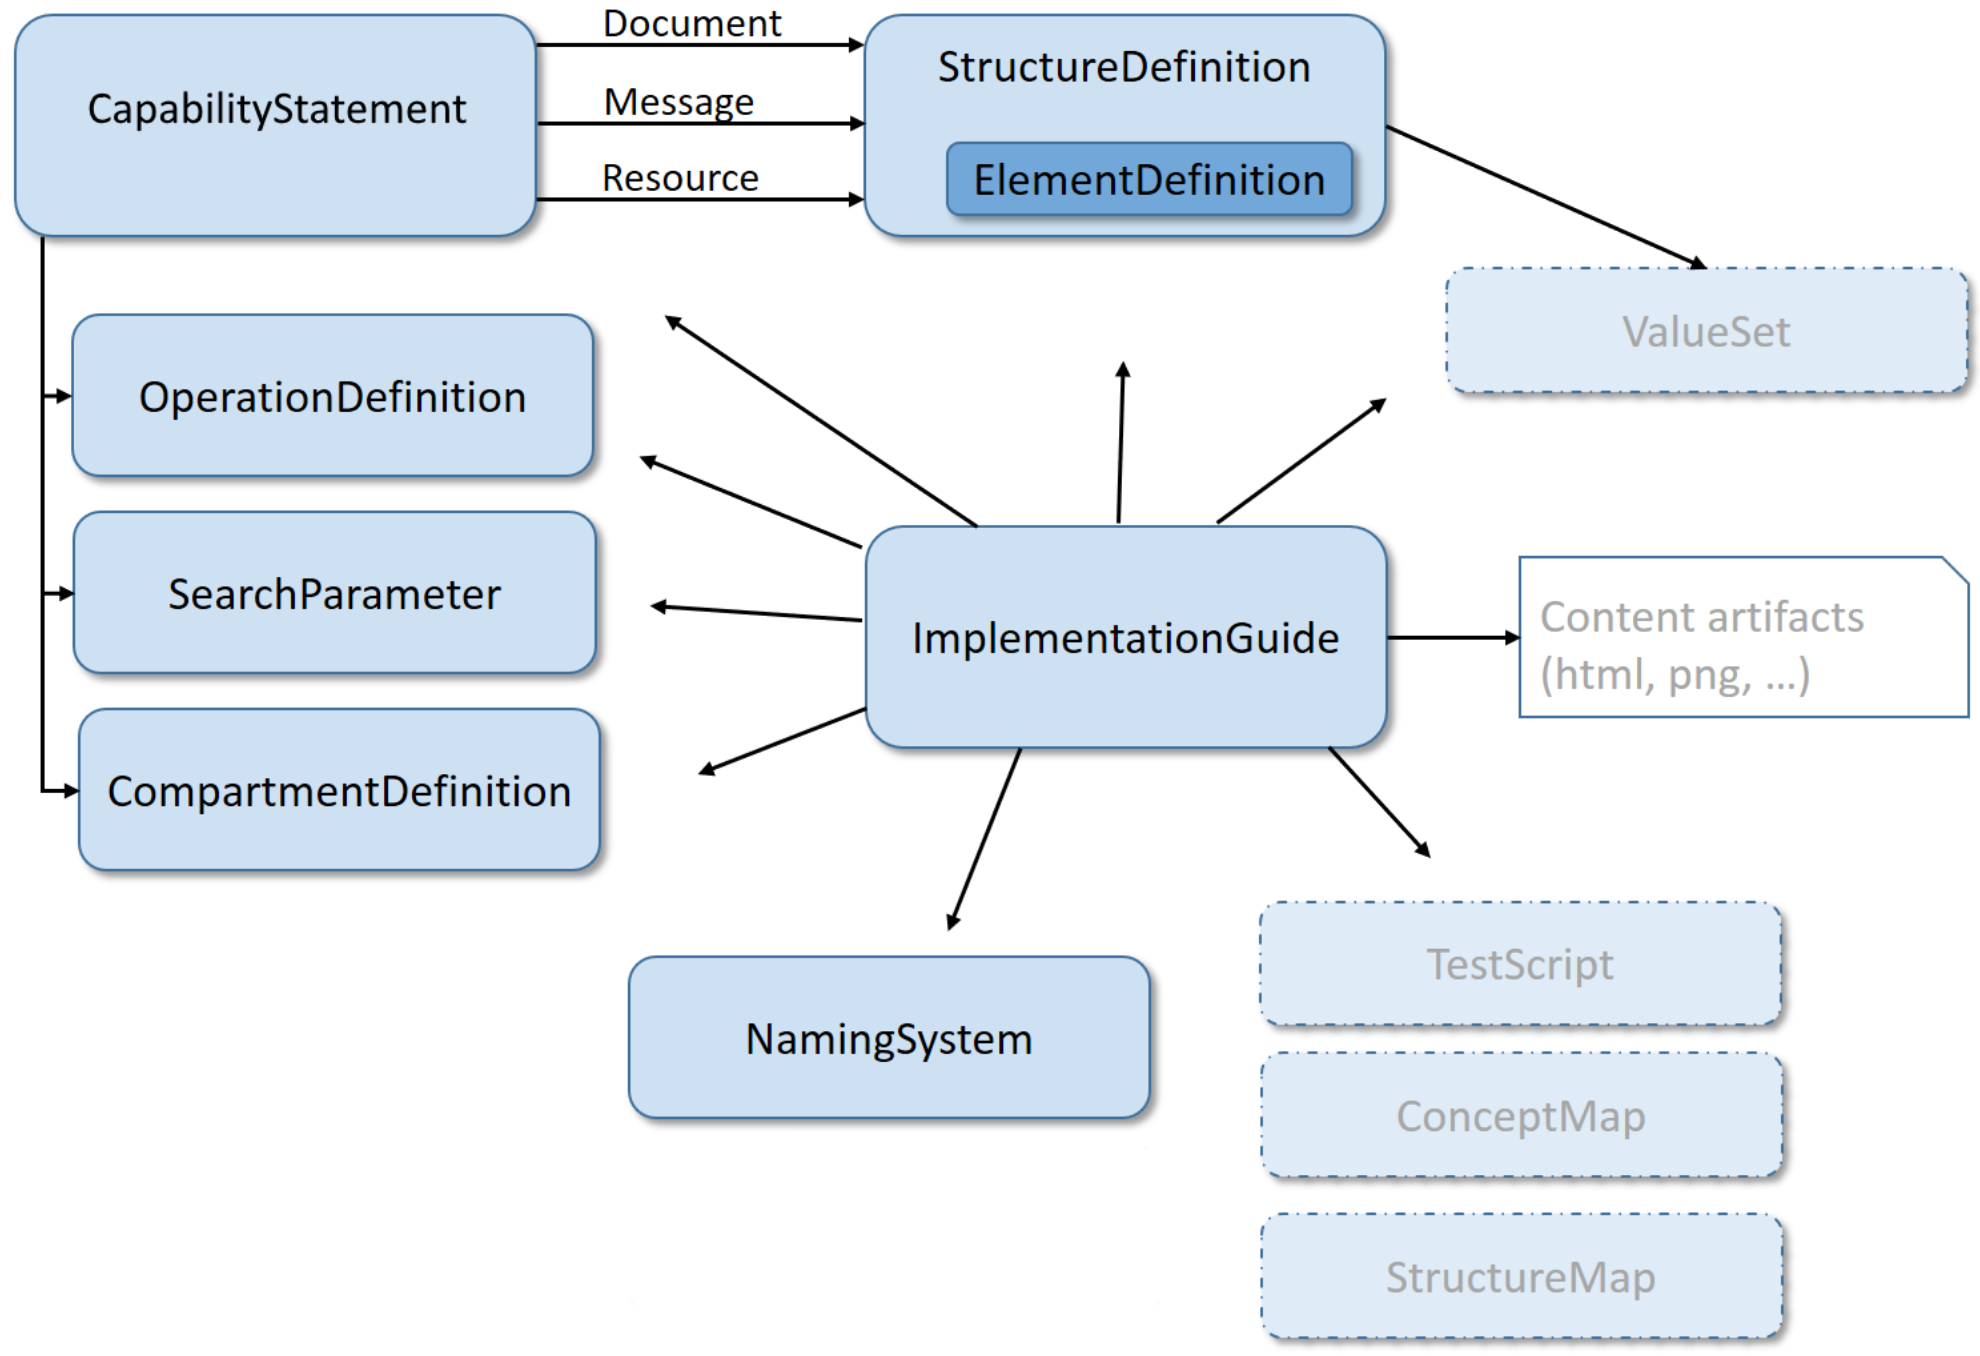 Document
CapabilityStatement
Message
Resource
StructureDefinition
ElementDefinition
ValueSet
OperationDefinition
SearchParameter
CompartmentDefinition
ImplementationGuide
Content artifacts
(html, png, ...)
NamingSystem
TestScript
ConceptMap
StructureMap